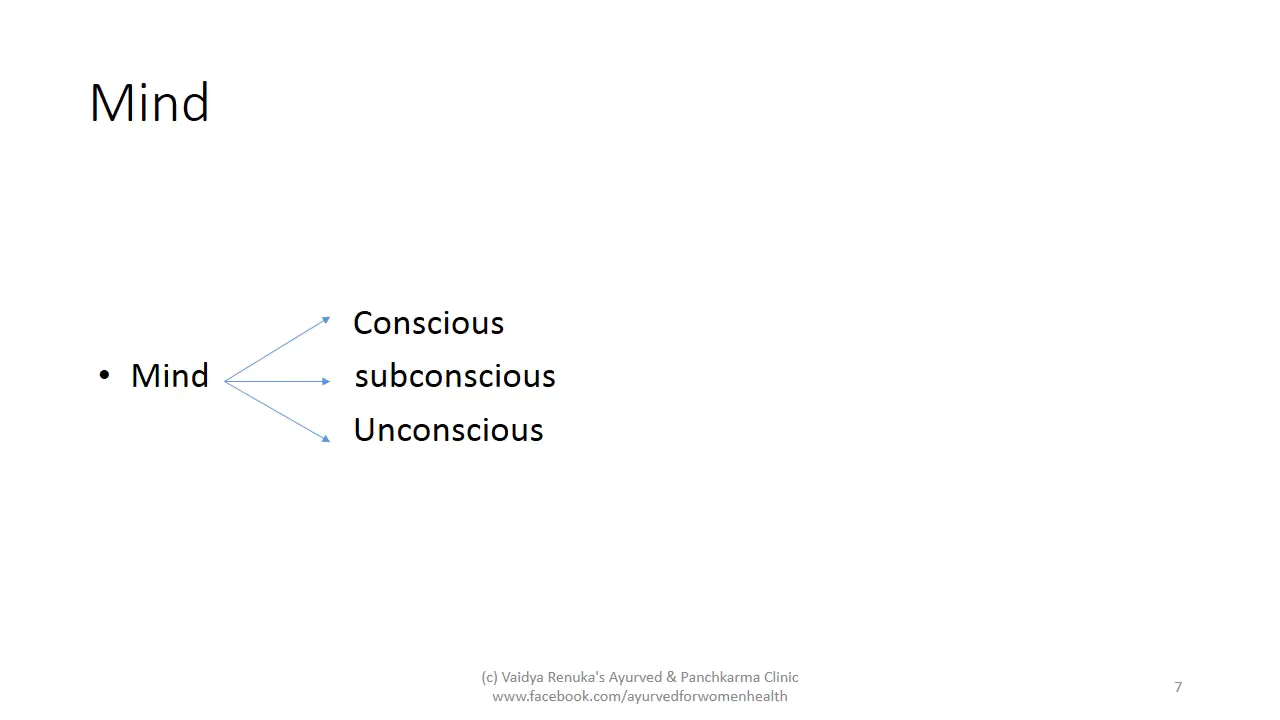 Mind
Conscious
• Mind
subconscious
Unconscious
(c) Vaidya Renuka's Ayurved & Panchkarma Clinic
www.facebook.com/ayurvedforwomenhealth
7